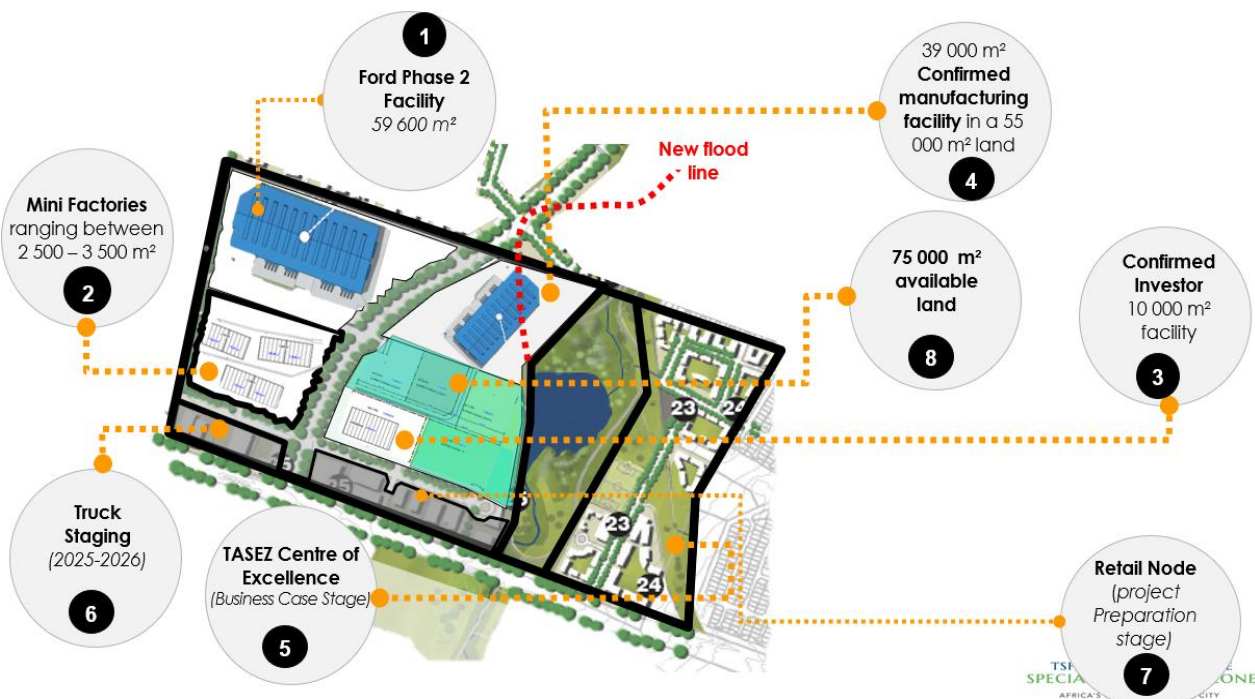 1
Ford Phase 2
Facility
59 600 m²
39 000 m²
Confirmed
manufacturing
facility in a 55
000 m² land
4
New flood
line
Mini Factories
ranging between
2 500 – 3 500 m²
2
75 000 m²
available
land
8
Confirmed
Investor
10 000 m²
facility
3
23
24
25
25
23
24
Truck
Staging
(2025-2026)
6
TASEZ Centre of
Excellence
(Business Case Stage)
5
Retail Node
(project
Preparation
stage)
7